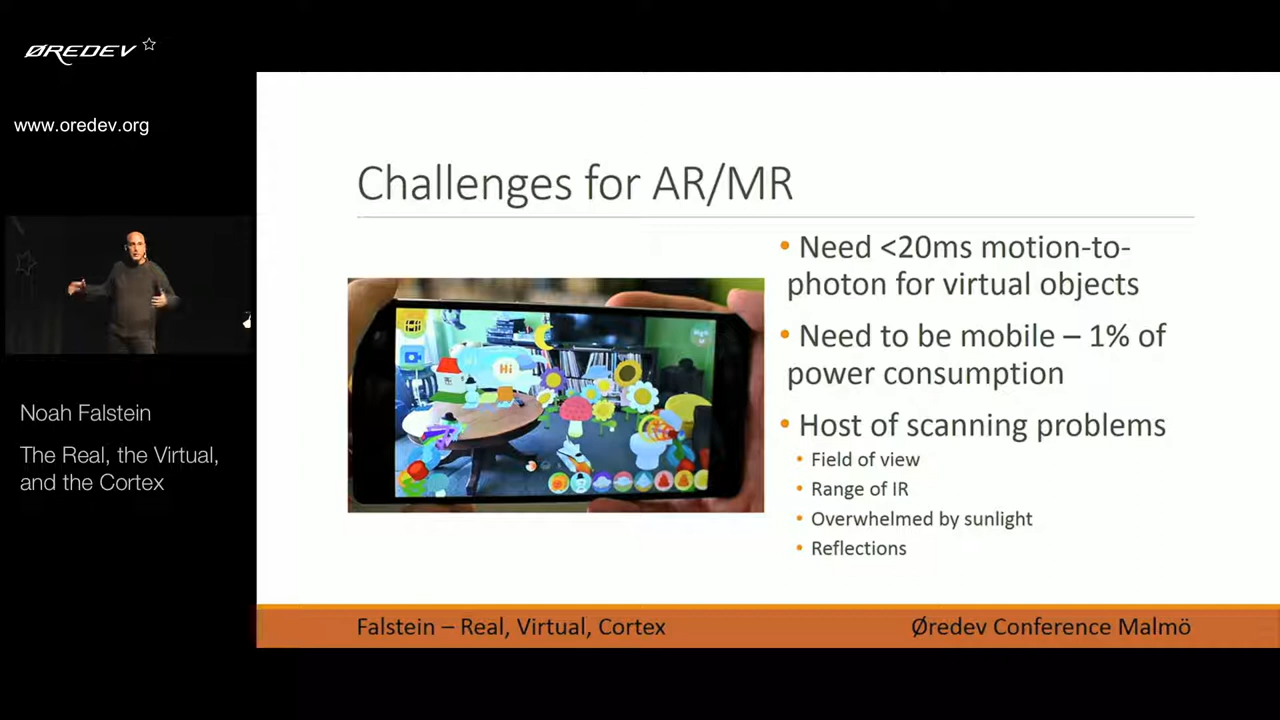 ØREDEV
www.oredev.org
Noah Falstein
The Real, the Virtual,
and the Cortex
Challenges for AR/MR
Hi
• Need <20ms motion-to-
photon for virtual objects
• Need to be mobile – 1% of
power consumption
• Host of scanning problems
• Field of view
• Range of IR
• Overwhelmed by sunlight
• Reflections
Falstein – Real, Virtual, Cortex
Øredev Conference Malmö